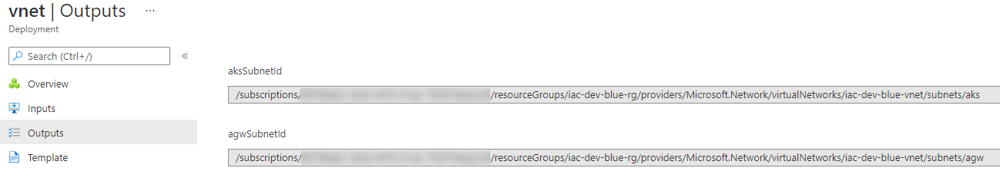 vnet | Outputs ...
Deployment
Search (Ctrl+/) «
Overview
Inputs
Outputs
Template
aksSubnetId
/subscriptions/ /resourceGroups/iac-dev-blue-rg/providers/Microsoft.Network/virtualNetworks/iac-dev-blue-vnet/subnets/aks
agwSubnetId
/subscriptions/ /resourceGroups/iac-dev-blue-rg/providers/Microsoft.Network/virtualNetworks/iac-dev-blue-vnet/subnets/agw